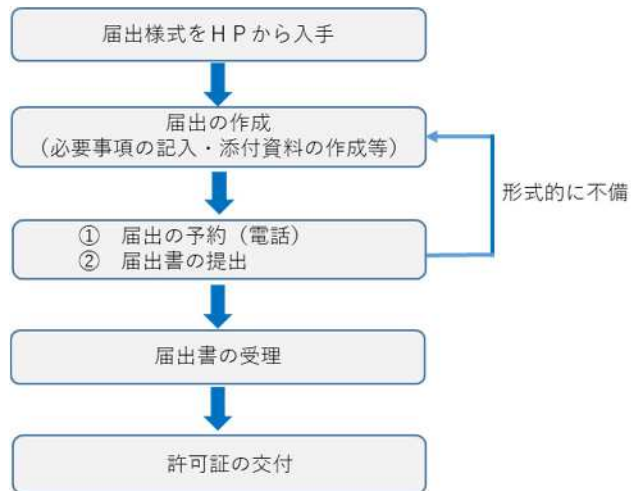 届出様式をＨＰから入手
届出の作成
（必要事項の記入・添付資料の作成等）
形式的に不備
① 届出の予約（電話）
② 届出書の提出
届出書の受理
許可証の交付